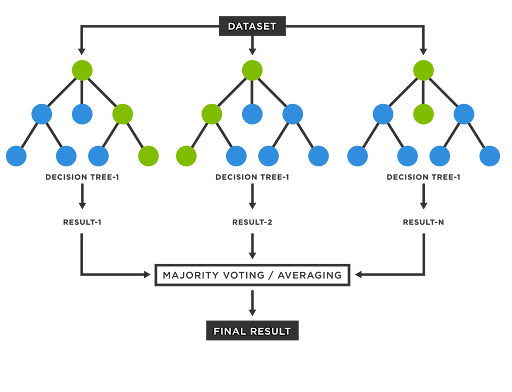 DATASET
DECISION TREE-1
DECISION TREE-1
DECISION TREE-1
RESULT-1
RESULT-2
RESULT-N
MAJORITY VOTING / AVERAGING
FINAL RESULT